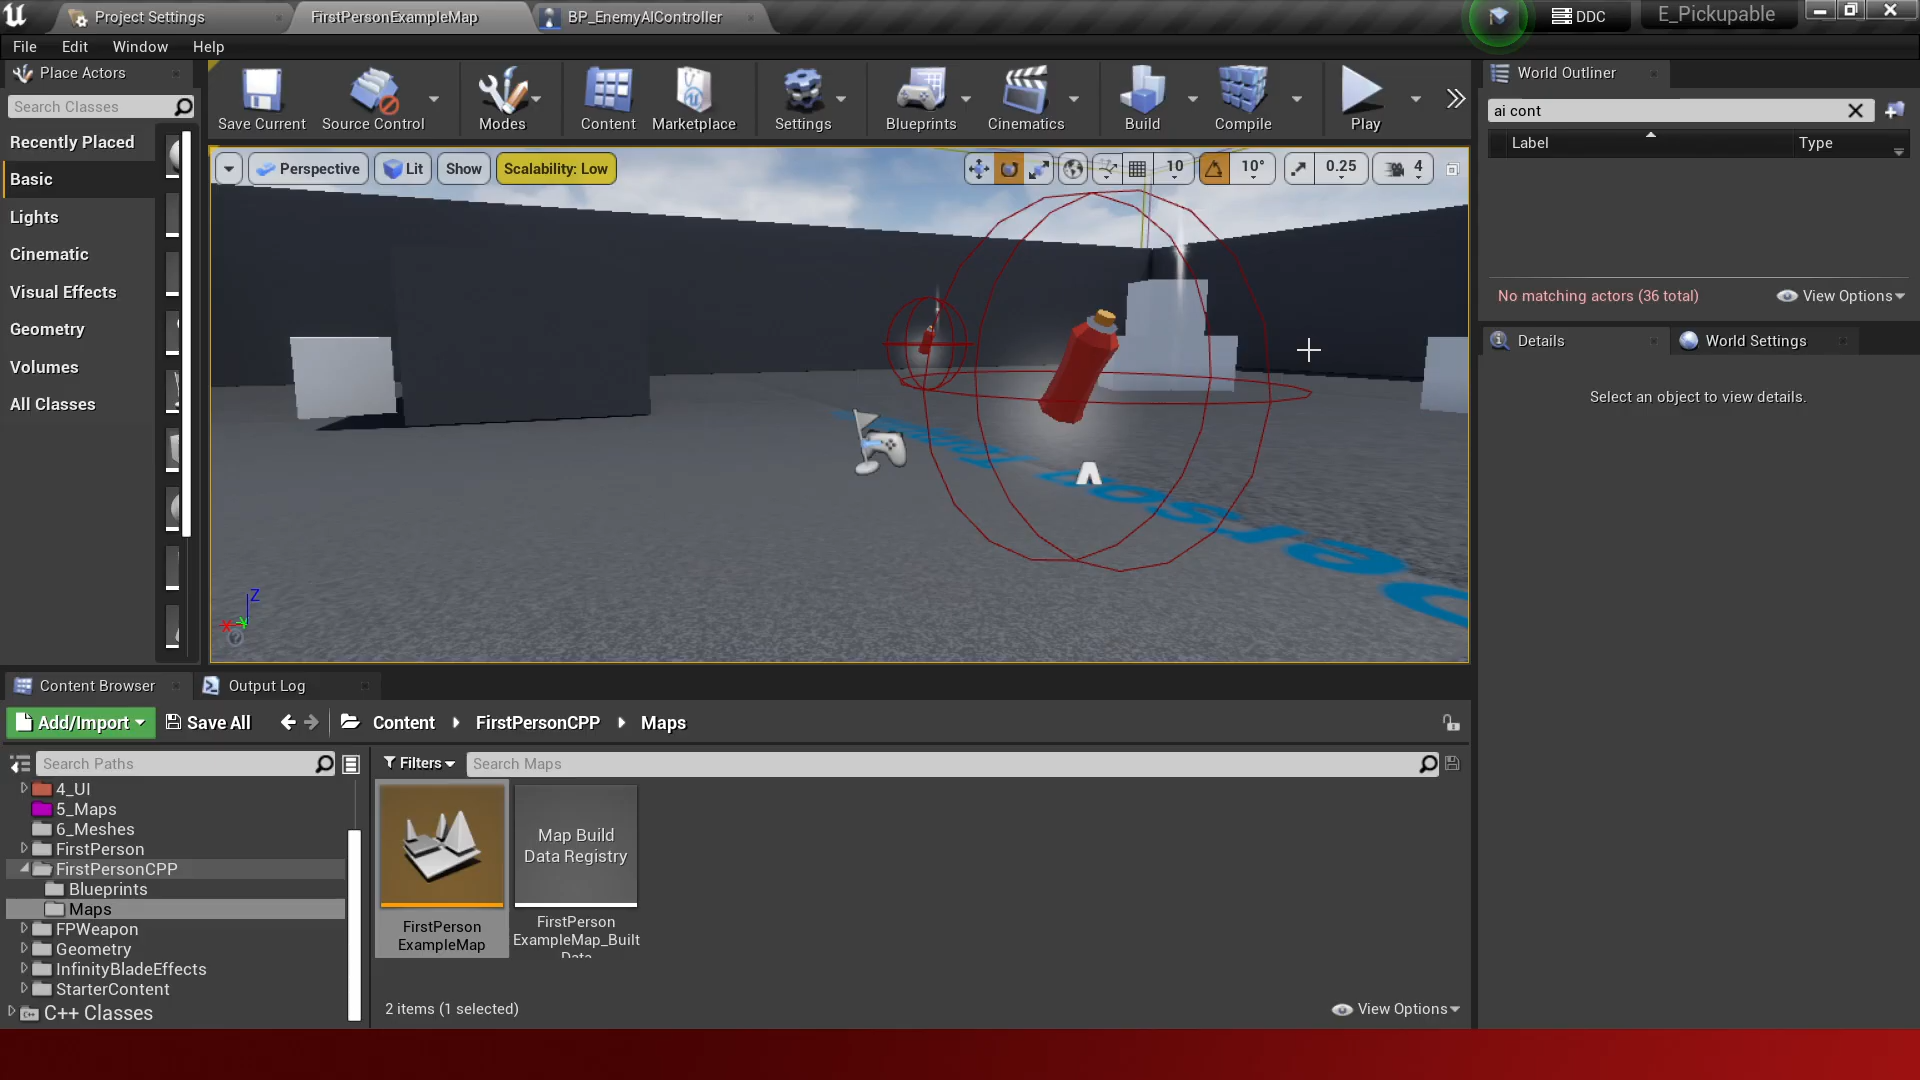 Project Settings
FirstPersonExampleMap
BP_EnemyAIController
DDC
E_Pickupable
File Edit Window Help
Place Actors
Search Classes
Recently Placed
Basic
Lights
Cinematic
Visual Effects
Geometry
Volumes
All Classes
Save Current
Source Control
Modes
Content
Marketplace
Settings
Blueprints
Cinematics
Build
Compile
Play
Perspective
Lit
Show
Scalability: Low
10
10°
0.25
4
Z
World Outliner
ai cont
Label
Type
No matching actors (36 total)
View Options
Details
World Settings
Select an object to view details.
Content Browser
Output Log
Add/Import
Save All
Content
FirstPersonCPP
Maps
Search Paths
Filters
Search Maps
4_UI
5_Maps
6_Meshes
FirstPerson
FirstPersonCPP
Blueprints
Maps
FPWeapon
Geometry
InfinityBladeEffects
StarterContent
C++ Classes
FirstPerson
ExampleMap
Map Build
Data Registry
FirstPerson
ExampleMap_Built
Data
2 items (1 selected)
View Options